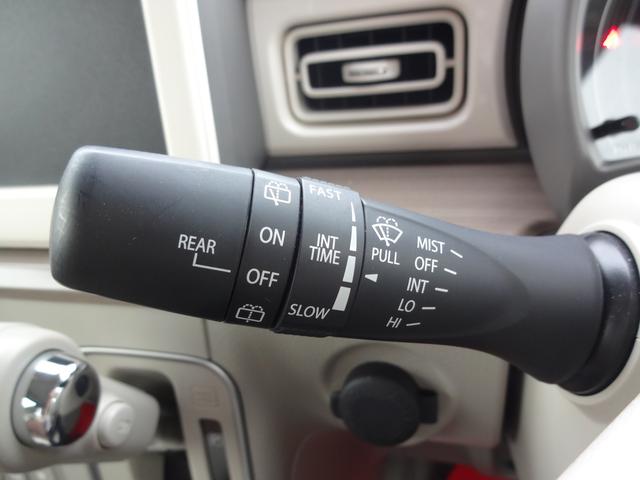 REAR
ON
OFF
FAST
INT
TIME
SLOW
PULL
MIST
OFF
INT
LO
HI